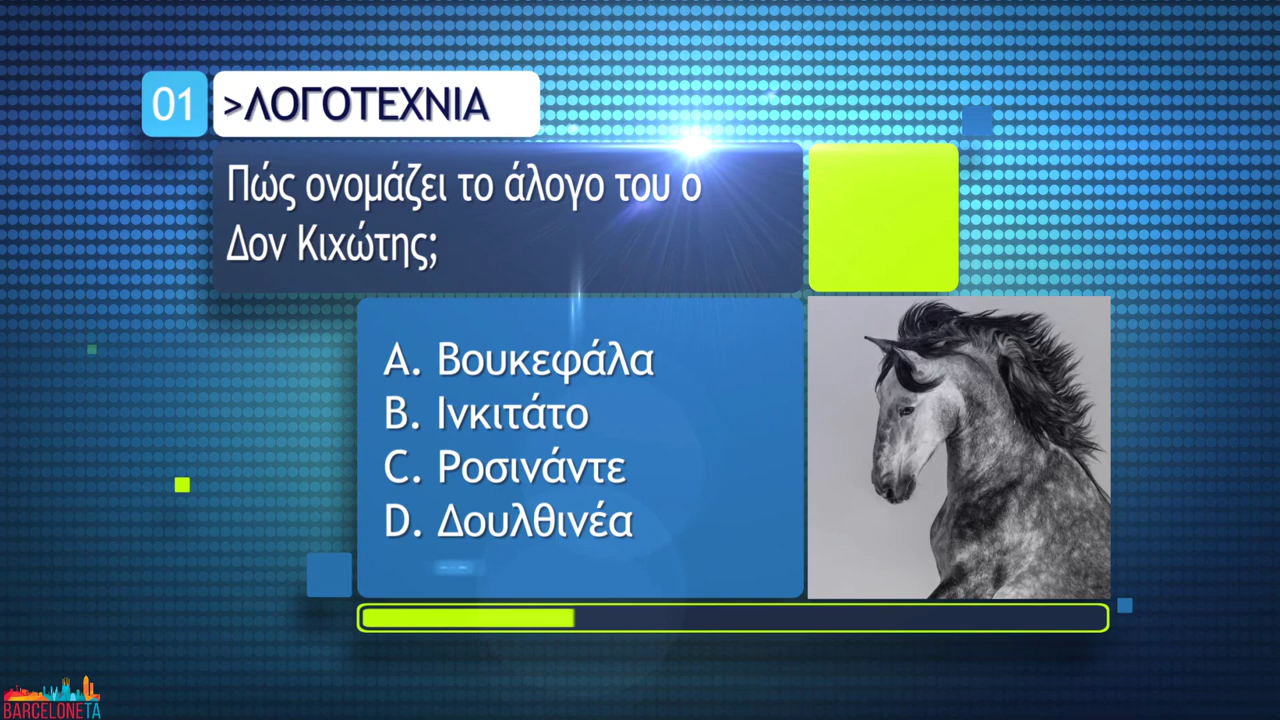 01 >ΛΟΓΟΤΕΧΝΙΑ
Πώς ονομάζει το άλογο του ο
Δον Κιχώτης;
A. Βουκεφάλα
B. Ινκιτάτο
C. Ροσινάντε
D. Δουλθινέα
BARCELONETA